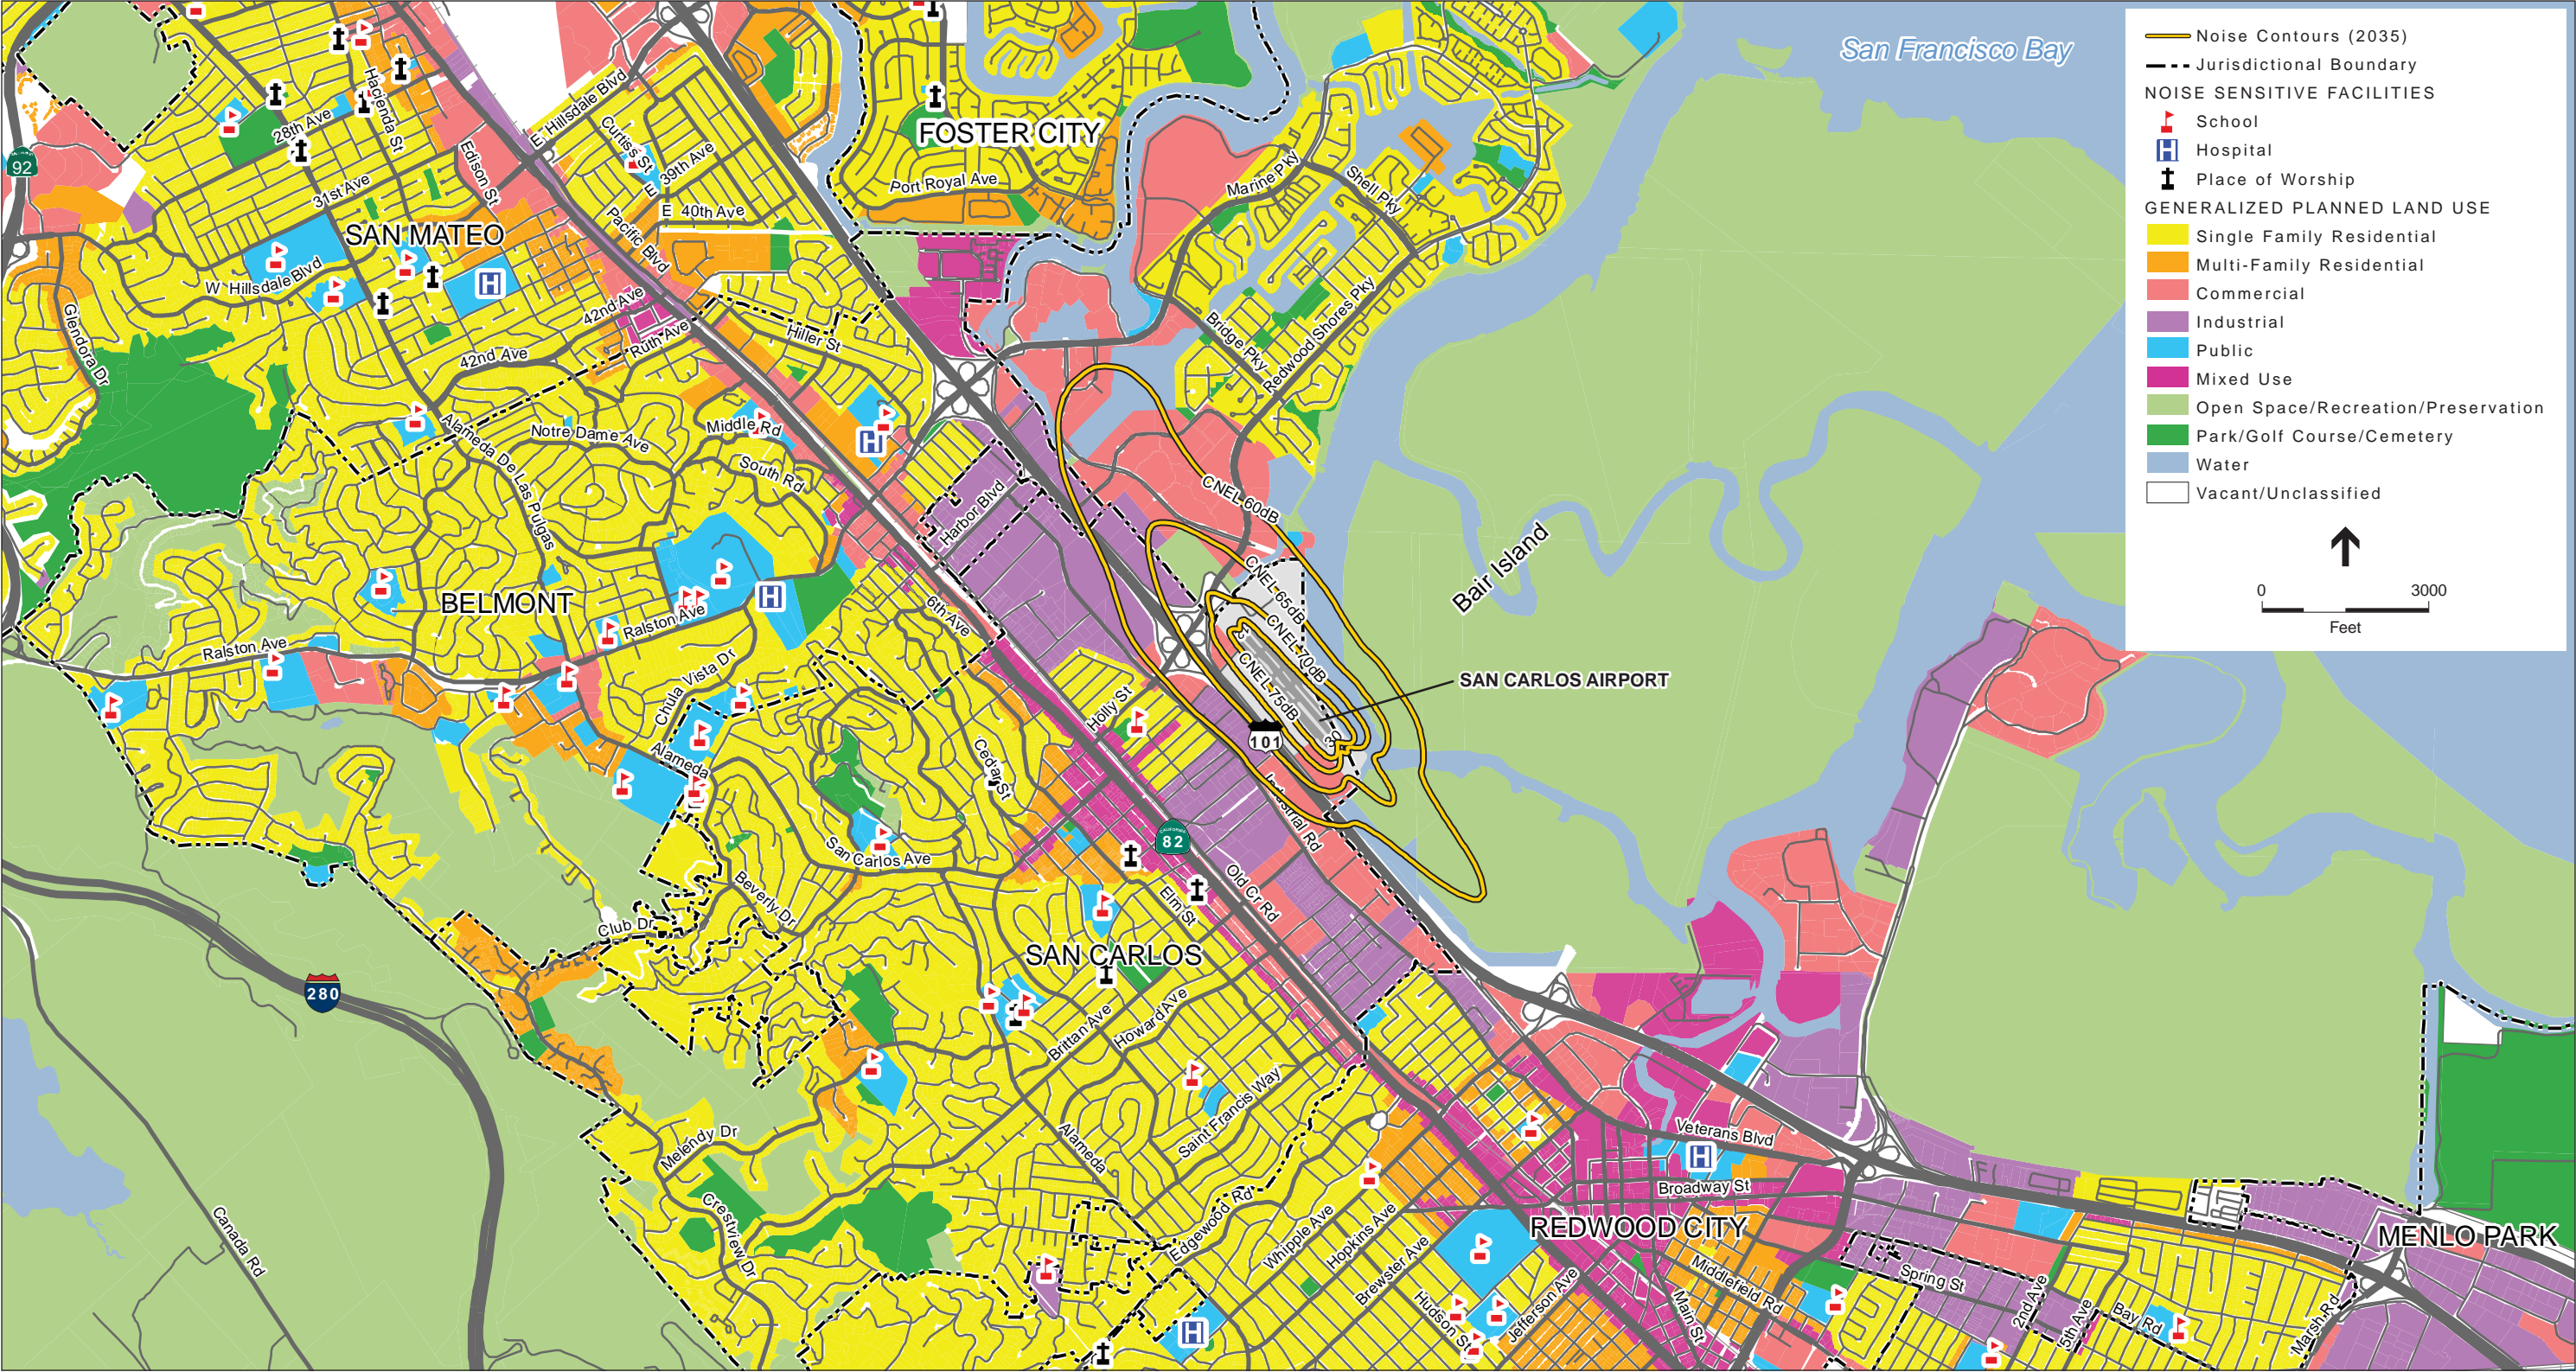 San Francisco Bay
Noise Contours (2035)
Jurisdictional Boundary
NOISE SENSITIVE FACILITIES
School
H
Hospital
Place of Worship
GENERALIZED PLANNED LAND USE
Single Family Residential
Multi-Family Residential
Commercial
Industrial
Public
Mixed Use
Open Space/Recreation/Preservation
Park/Golf Course/Cemetery
Water
Vacant/Unclassified
0 3000
Feet
92
Hacienda St
28th Ave
31st Ave
Edison St
E Hillsdale Blvd
Curtiss St
E 39th Ave
E 40th Ave
Pacific Blvd
FOSTER CITY
Port Royal Ave
Marine Pky
Shell Pky
SAN MATEO
W Hillsdale Blvd
H
Glendora Dr
42nd Ave
42nd Ave
Ruth Ave
Hiller St
Bridge Pky
Redwood Shores Pky
Alameda De Las Pulgas
Notre Dame Ave
Middle Rd
South Rd
H
Harbor Blvd
CNEL 60dB
CNEL 65dB
CNEL 70dB
CNEL 75dB
Bair Island
BELMONT
H
Ralston Ave
Ralston Ave
6th Ave
Chula Vista Dr
Alameda
Holly St
Cedar St
SAN CARLOS AIRPORT
101
30
Industrial Rd
82
CALIFORNIA
San Carlos Ave
Beverly Dr
Club Dr
Elm St
Old Cr Rd
SAN CARLOS
280
Brittan Ave
Howard Ave
Saint Francis Way
Alameda
Melendy Dr
Crestview Dr
Canada Rd
Edgewood Rd
Whipple Ave
Hopkins Ave
Brewster Ave
Hudson St
Jefferson Ave
H
Veterans Blvd
H
Broadway St
REDWOOD CITY
Middlefield Rd
Main St
Spring St
2nd Ave
5th Ave
Bay Rd
Marsh Rd
MENLO PARK